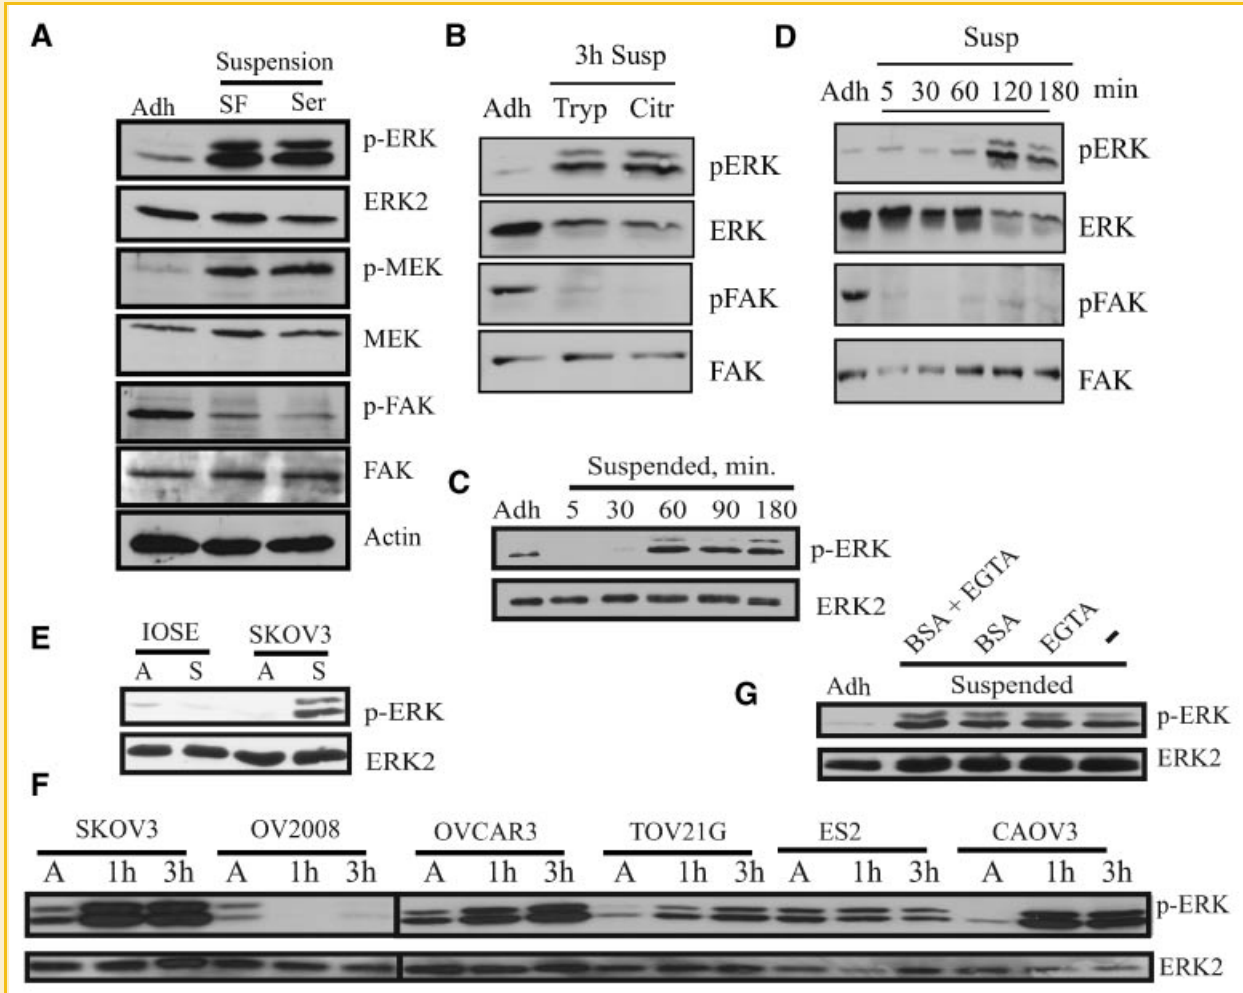 A
Suspension
Adh SF Ser
p-ERK
ERK2
p-MEK
MEK
p-FAK
FAK
Actin
B
3h Susp
Adh Tryp Citr
pERK
ERK
pFAK
FAK
D
Susp
Adh 5 30 60 120 180 min
pERK
ERK
pFAK
FAK
C
Suspended, min.
Adh 5 30 60 90 180
p-ERK
ERK2
E
IOSE SKOV3
A S A S
p-ERK
ERK2
G
BSA + EGTA BSA EGTA -
Adh Suspended
p-ERK
ERK2
F
SKOV3 OV2008 OVCAR3 TOV21G ES2 CAOV3
A 1h 3h A 1h 3h A 1h 3h A 1h 3h A 1h 3h A 1h 3h
p-ERK
ERK2